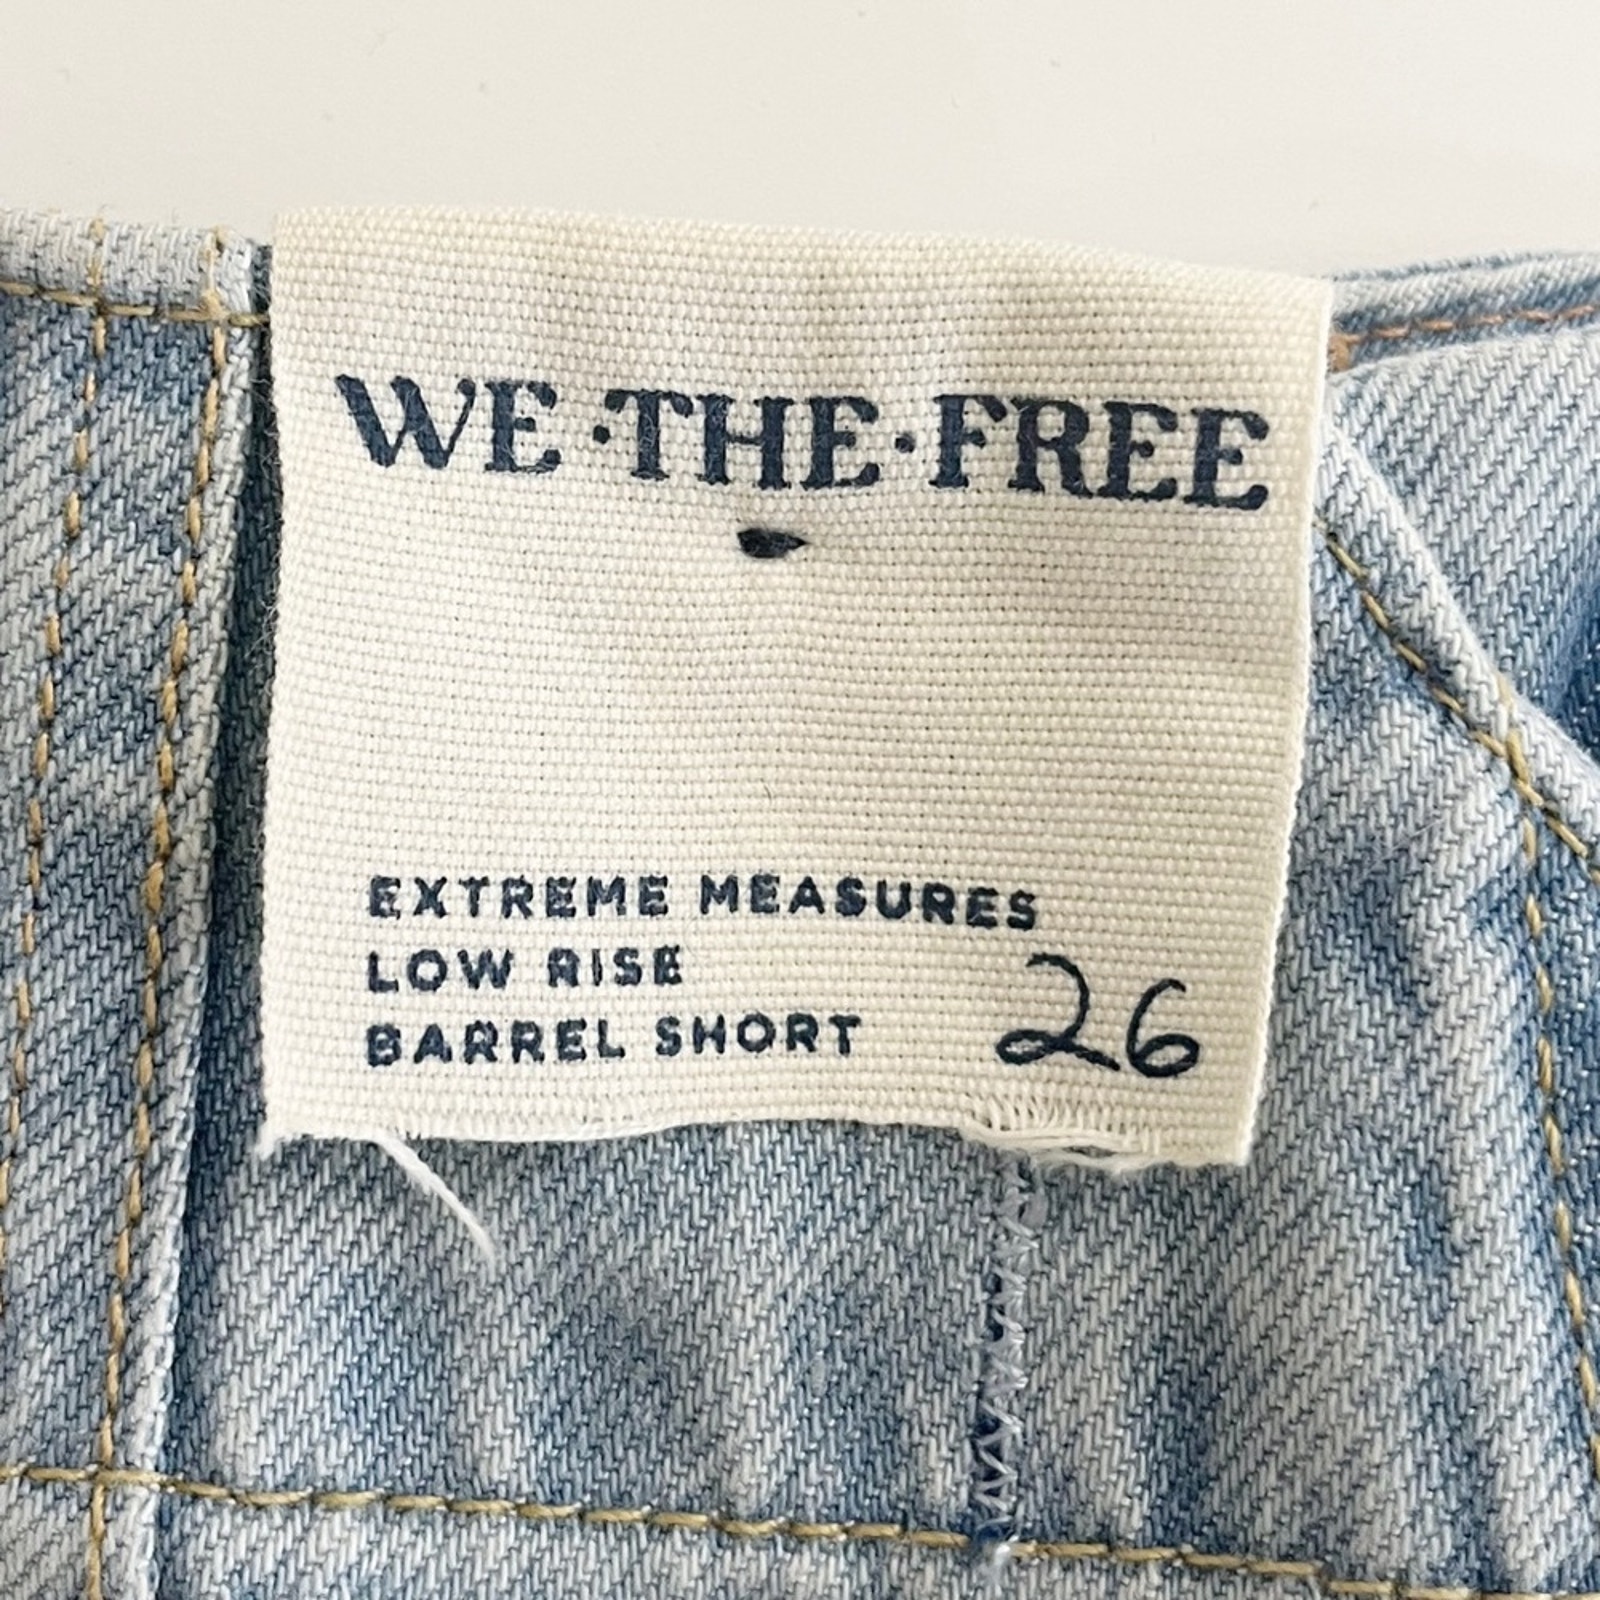 WE·THE·FREE
EXTREME MEASURES
LOW RISE
BARREL SHORT 26